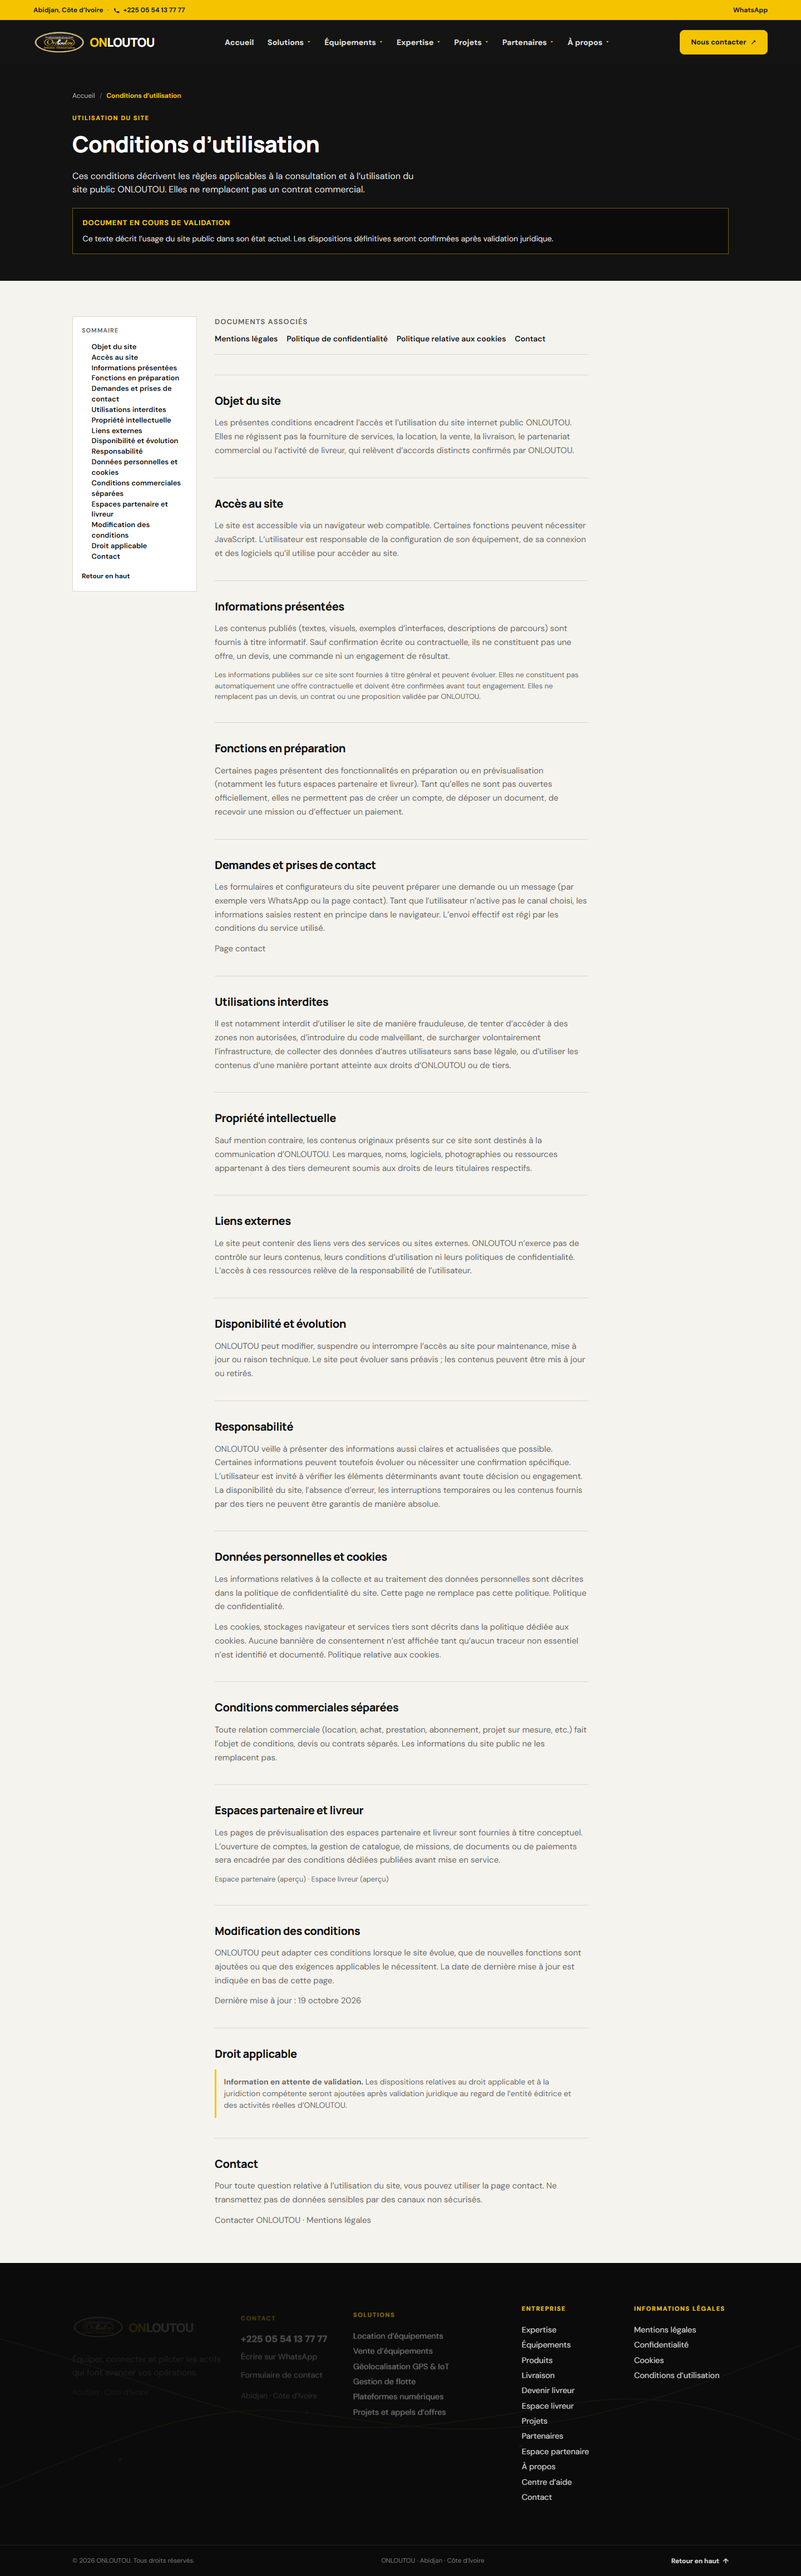 Abidjan, Côte d’Ivoire · +225 05 54 13 77 77
WhatsApp
ONLOUTOU
Accueil
Solutions
Équipements
Expertise
Projets
Partenaires
À propos
Nous contacter ↗
Accueil / Conditions d’utilisation
UTILISATION DU SITE
Conditions d’utilisation
Ces conditions décrivent les règles applicables à la consultation et à l’utilisation du
site public ONLOUTOU. Elles ne remplacent pas un contrat commercial.
DOCUMENT EN COURS DE VALIDATION
Ce texte décrit l’usage du site public dans son état actuel. Les dispositions définitives seront confirmées après validation juridique.
SOMMAIRE
Objet du site
Accès au site
Informations présentées
Fonctions en préparation
Demandes et prises de
contact
Utilisations interdites
Propriété intellectuelle
Liens externes
Disponibilité et évolution
Responsabilité
Données personnelles et
cookies
Conditions commerciales
séparées
Espaces partenaire et
livreur
Modification des
conditions
Droit applicable
Contact
Retour en haut
DOCUMENTS ASSOCIÉS
Mentions légales Politique de confidentialité Politique relative aux cookies Contact
Objet du site
Les présentes conditions encadrent l’accès et l’utilisation du site internet public ONLOUTOU.
Elles ne régissent pas la fourniture de services, la location, la vente, la livraison, le partenariat
commercial ou l’activité de livreur, qui relèvent d’accords distincts confirmés par ONLOUTOU.
Accès au site
Le site est accessible via un navigateur web compatible. Certaines fonctions peuvent nécessiter
JavaScript. L’utilisateur est responsable de la configuration de son équipement, de sa connexion
et des logiciels qu’il utilise pour accéder au site.
Informations présentées
Les contenus publiés (textes, visuels, exemples d’interfaces, descriptions de parcours) sont
fournis à titre informatif. Sauf confirmation écrite ou contractuelle, ils ne constituent pas une
offre, un devis, une commande ni un engagement de résultat.
Les informations publiées sur ce site sont fournies à titre général et peuvent évoluer. Elles ne constituent pas
automatiquement une offre contractuelle et doivent être confirmées avant tout engagement. Elles ne
remplacent pas un devis, un contrat ou une proposition validée par ONLOUTOU.
Fonctions en préparation
Certaines pages présentent des fonctionnalités en préparation ou en prévisualisation
(notamment les futurs espaces partenaire et livreur). Tant qu’elles ne sont pas ouvertes
officiellement, elles ne permettent pas de créer un compte, de déposer un document, de
recevoir une mission ou d’effectuer un paiement.
Demandes et prises de contact
Les formulaires et configurateurs du site peuvent préparer une demande ou un message (par
exemple vers WhatsApp ou la page contact). Tant que l’utilisateur n’active pas le canal choisi, les
informations saisies restent en principe dans le navigateur. L’envoi effectif est régi par les
conditions du service utilisé.
Page contact
Utilisations interdites
Il est notamment interdit d’utiliser le site de manière frauduleuse, de tenter d’accéder à des
zones non autorisées, d’introduire du code malveillant, de surcharger volontairement
l’infrastructure, de collecter des données d’autres utilisateurs sans base légale, ou d’utiliser les
contenus d’une manière portant atteinte aux droits d’ONLOUTOU ou de tiers.
Propriété intellectuelle
Sauf mention contraire, les contenus originaux présents sur ce site sont destinés à la
communication d’ONLOUTOU. Les marques, noms, logiciels, photographies ou ressources
appartenant à des tiers demeurent soumis aux droits de leurs titulaires respectifs.
Liens externes
Le site peut contenir des liens vers des services ou sites externes. ONLOUTOU n’exerce pas de
contrôle sur leurs contenus, leurs conditions d’utilisation ni leurs politiques de confidentialité.
L’accès à ces ressources relève de la responsabilité de l’utilisateur.
Disponibilité et évolution
ONLOUTOU peut modifier, suspendre ou interrompre l’accès au site pour maintenance, mise à
jour ou raison technique. Le site peut évoluer sans préavis ; les contenus peuvent être mis à jour
ou retirés.
Responsabilité
ONLOUTOU veille à présenter des informations aussi claires et actualisées que possible.
Certaines informations peuvent toutefois évoluer ou nécessiter une confirmation spécifique.
L’utilisateur est invité à vérifier les éléments déterminants avant toute décision ou engagement.
La disponibilité du site, l’absence d’erreur, les interruptions temporaires ou les contenus fournis
par des tiers ne peuvent être garantis de manière absolue.
Données personnelles et cookies
Les informations relatives à la collecte et au traitement des données personnelles sont décrites
dans la politique de confidentialité du site. Cette page ne remplace pas cette politique. Politique
de confidentialité.
Les cookies, stockages navigateur et services tiers sont décrits dans la politique dédiée aux
cookies. Aucune bannière de consentement n’est affichée tant qu’aucun traceur non essentiel
n’est identifié et documenté. Politique relative aux cookies.
Conditions commerciales séparées
Toute relation commerciale (location, achat, prestation, abonnement, projet sur mesure, etc.) fait
l’objet de conditions, devis ou contrats séparés. Les informations du site public ne les
remplacent pas.
Espaces partenaire et livreur
Les pages de prévisualisation des espaces partenaire et livreur sont fournies à titre conceptuel.
L’ouverture de comptes, la gestion de catalogue, de missions, de documents ou de paiements
sera encadrée par des conditions dédiées publiées avant mise en service.
Espace partenaire (aperçu) · Espace livreur (aperçu)
Modification des conditions
ONLOUTOU peut adapter ces conditions lorsque le site évolue, que de nouvelles fonctions sont
ajoutées ou que des exigences applicables le nécessitent. La date de dernière mise à jour est
indiquée en bas de cette page.
Dernière mise à jour : 19 octobre 2026
Droit applicable
Information en attente de validation. Les dispositions relatives au droit applicable et à la
juridiction compétente seront ajoutées après validation juridique au regard de l’entité éditrice et
des activités réelles d’ONLOUTOU.
Contact
Pour toute question relative à l’utilisation du site, vous pouvez utiliser la page contact. Ne
transmettez pas de données sensibles par des canaux non sécurisés.
Contacter ONLOUTOU · Mentions légales
ONLOUTOU
Équiper, connecter et piloter les actifs
qui font avancer vos opérations.
CONTACT
+225 05 54 13 77 77
Écrire sur WhatsApp
Formulaire de contact
Abidjan · Côte d’Ivoire
SOLUTIONS
Location d’équipements
Vente d’équipements
Géolocalisation GPS & IoT
Gestion de flotte
Plateformes numériques
Projets et appels d’offres
ENTREPRISE
Expertise
Équipements
Produits
Livraison
Devenir livreur
Espace livreur
Projets
Partenaires
Espace partenaire
À propos
Centre d’aide
Contact
INFORMATIONS LÉGALES
Mentions légales
Confidentialité
Cookies
Conditions d’utilisation
© 2026 ONLOUTOU. Tous droits réservés.
ONLOUTOU · Abidjan · Côte d’Ivoire
Retour en haut ↑